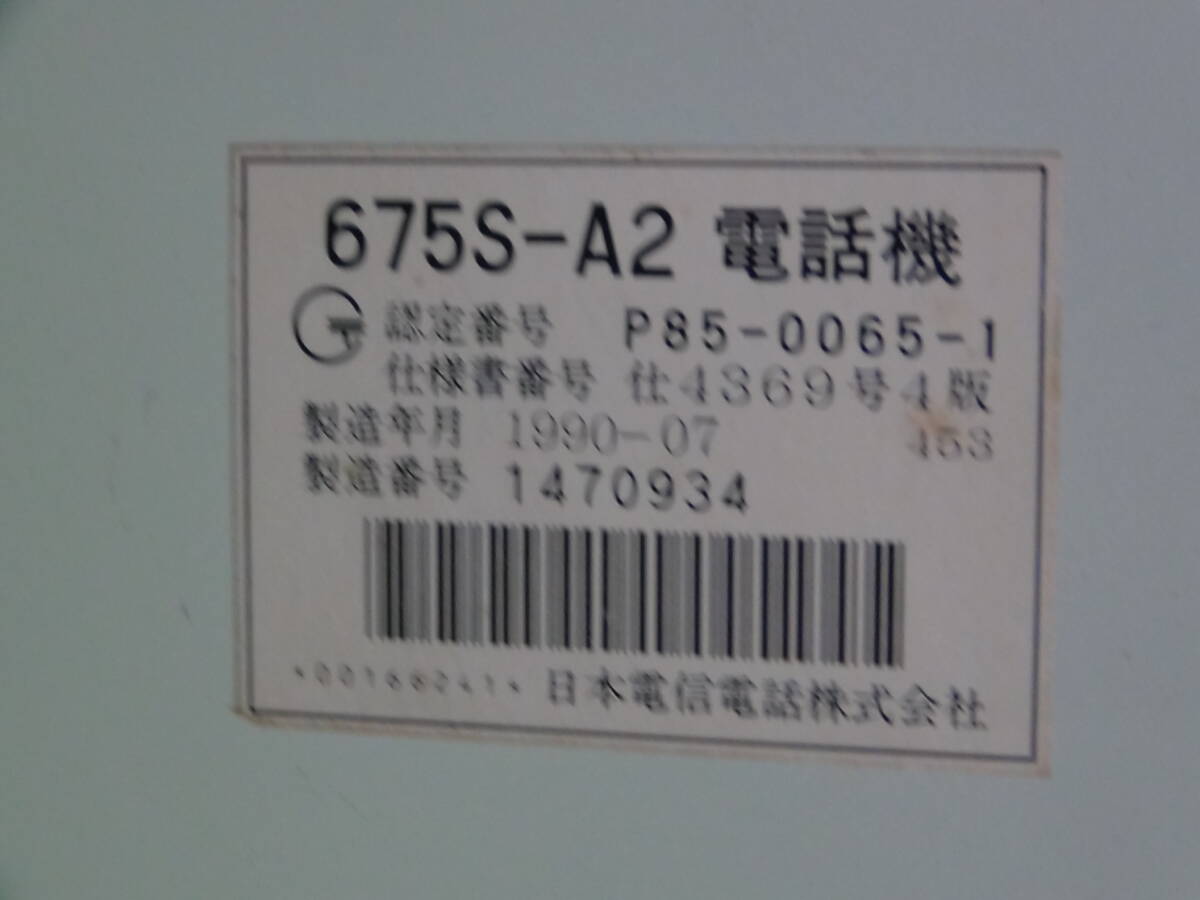 675S-A2 電話機
認定番号 P85-0065-1
仕様書番号 仕4369号4版
製造年月 1990-07 453
製造番号 1470934
*00168241* 日本電信電話株式会社